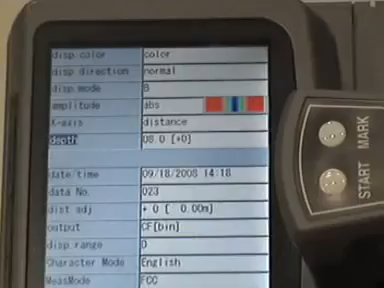 disp.color color
disp direction normal
disp.mode B
amplitude abs
X-axis distance
depth 08.0 [+0]
date/time 09/18/2008 14:18
data No. 023
dist adj + 0 [ 0.00m]
output CF[bin]
disp.range D
Character Mode English
MeasMode FCC
MARK
START